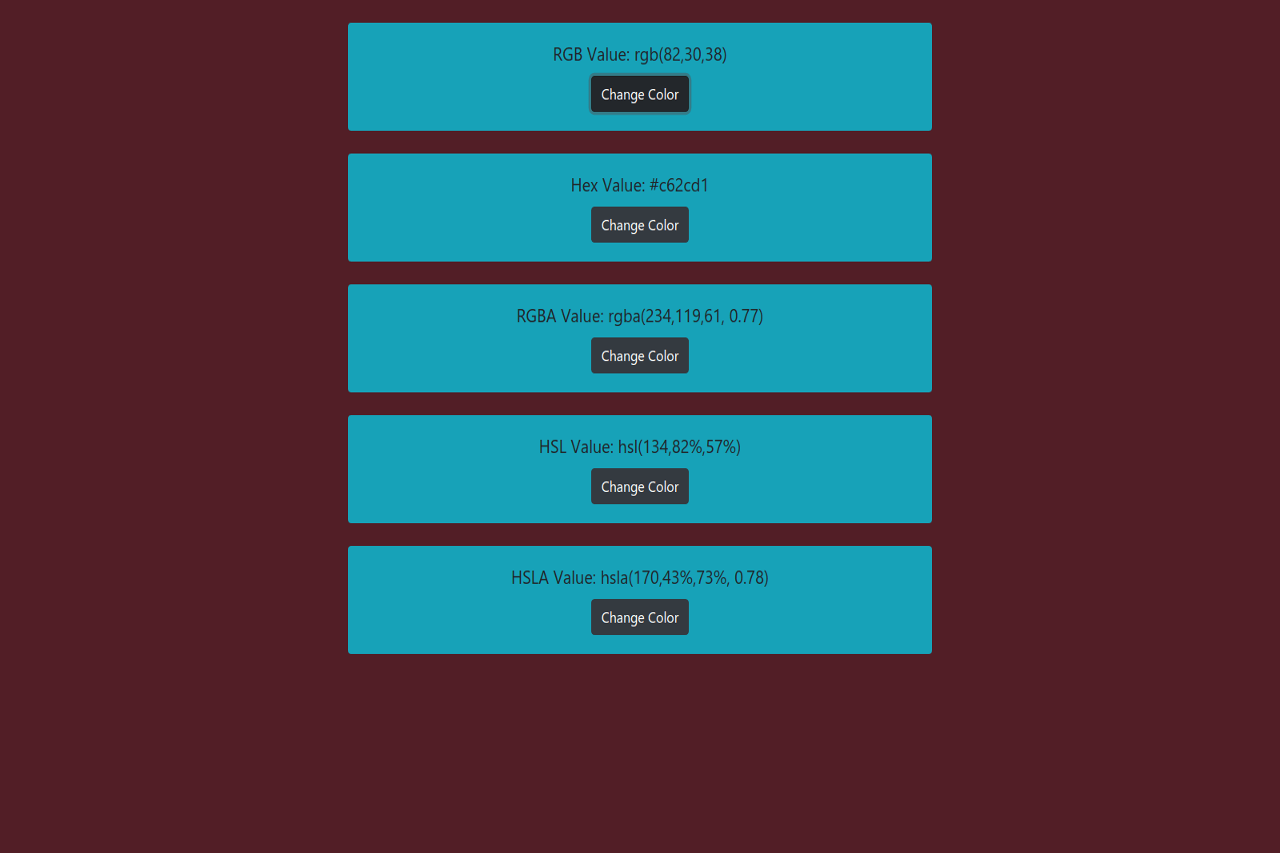 RGB Value: rgb(82,30,38)
Change Color
Hex Value: #c62cd1
Change Color
RGBA Value: rgba(234,119,61, 0.77)
Change Color
HSL Value: hsl(134,82%,57%)
Change Color
HSLA Value: hsla(170,43%,73%, 0.78)
Change Color